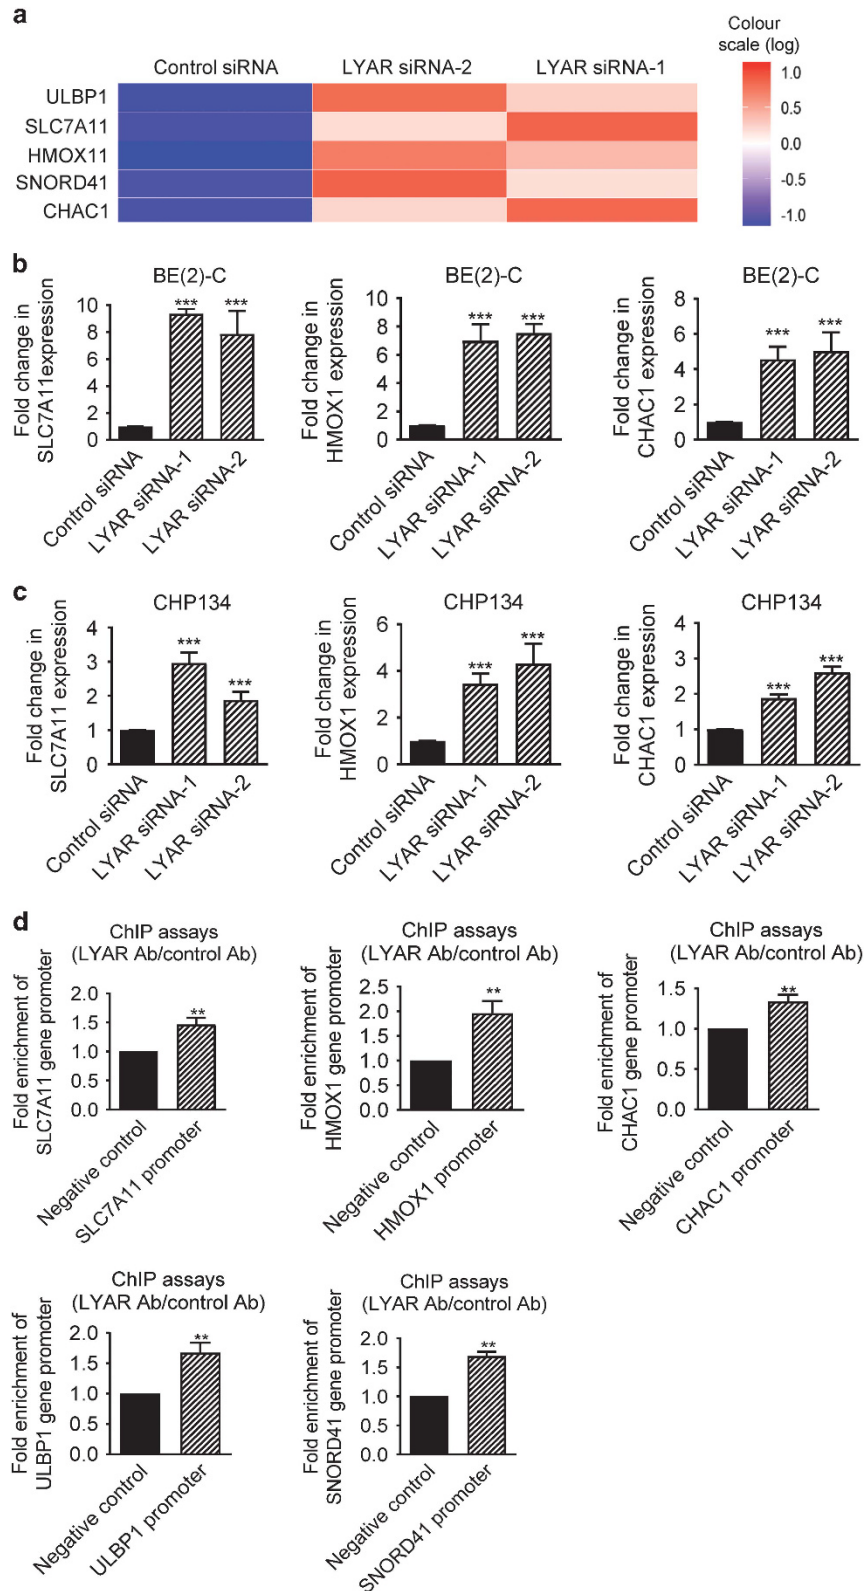 a
Colour
scale (log)
Control siRNA LYAR siRNA-2 LYAR siRNA-1
ULBP1
SLC7A11
HMOX11
SNORD41
CHAC1
1.0
0.5
0.0
-0.5
-1.0
b
BE(2)-C
Fold change in
SLC7A11expression
10
8
6
4
2
0
*** ***
Control siRNA
LYAR siRNA-1
LYAR siRNA-2
BE(2)-C
Fold change in
HMOX1 expression
10
8
6
4
2
0
*** ***
Control siRNA
LYAR siRNA-1
LYAR siRNA-2
BE(2)-C
Fold change in
CHAC1 expression
8
6
4
2
0
*** ***
Control siRNA
LYAR siRNA-1
LYAR siRNA-2
c
CHP134
Fold change in
SLC7A11 expression
4
3
2
1
0
*** ***
Control siRNA
LYAR siRNA-1
LYAR siRNA-2
CHP134
Fold change in
HMOX1 expression
6
4
2
0
*** ***
Control siRNA
LYAR siRNA-1
LYAR siRNA-2
CHP134
Fold change in
CHAC1 expression
4
3
2
1
0
*** ***
Control siRNA
LYAR siRNA-1
LYAR siRNA-2
d
ChIP assays
(LYAR Ab/control Ab)
Fold enrichment of
SLC7A11 gene promoter
2.0
1.5
1.0
0.5
0.0
**
Negative control
SLC7A11 promoter
ChIP assays
(LYAR Ab/control Ab)
Fold enrichment of
HMOX1 gene promoter
2.5
2.0
1.5
1.0
0.5
0.0
**
Negative control
HMOX1 promoter
ChIP assays
(LYAR Ab/control Ab)
Fold enrichment of
CHAC1 gene promoter
1.5
1.0
0.5
0.0
**
Negative control
CHAC1 promoter
ChIP assays
(LYAR Ab/control Ab)
Fold enrichment of
ULBP1 gene promoter
2.0
1.5
1.0
0.5
0.0
**
Negative control
ULBP1 promoter
ChIP assays
(LYAR Ab/control Ab)
Fold enrichment of
SNORD41 gene promoter
2.0
1.5
1.0
0.5
0.0
**
Negative control
SNORD41 promoter